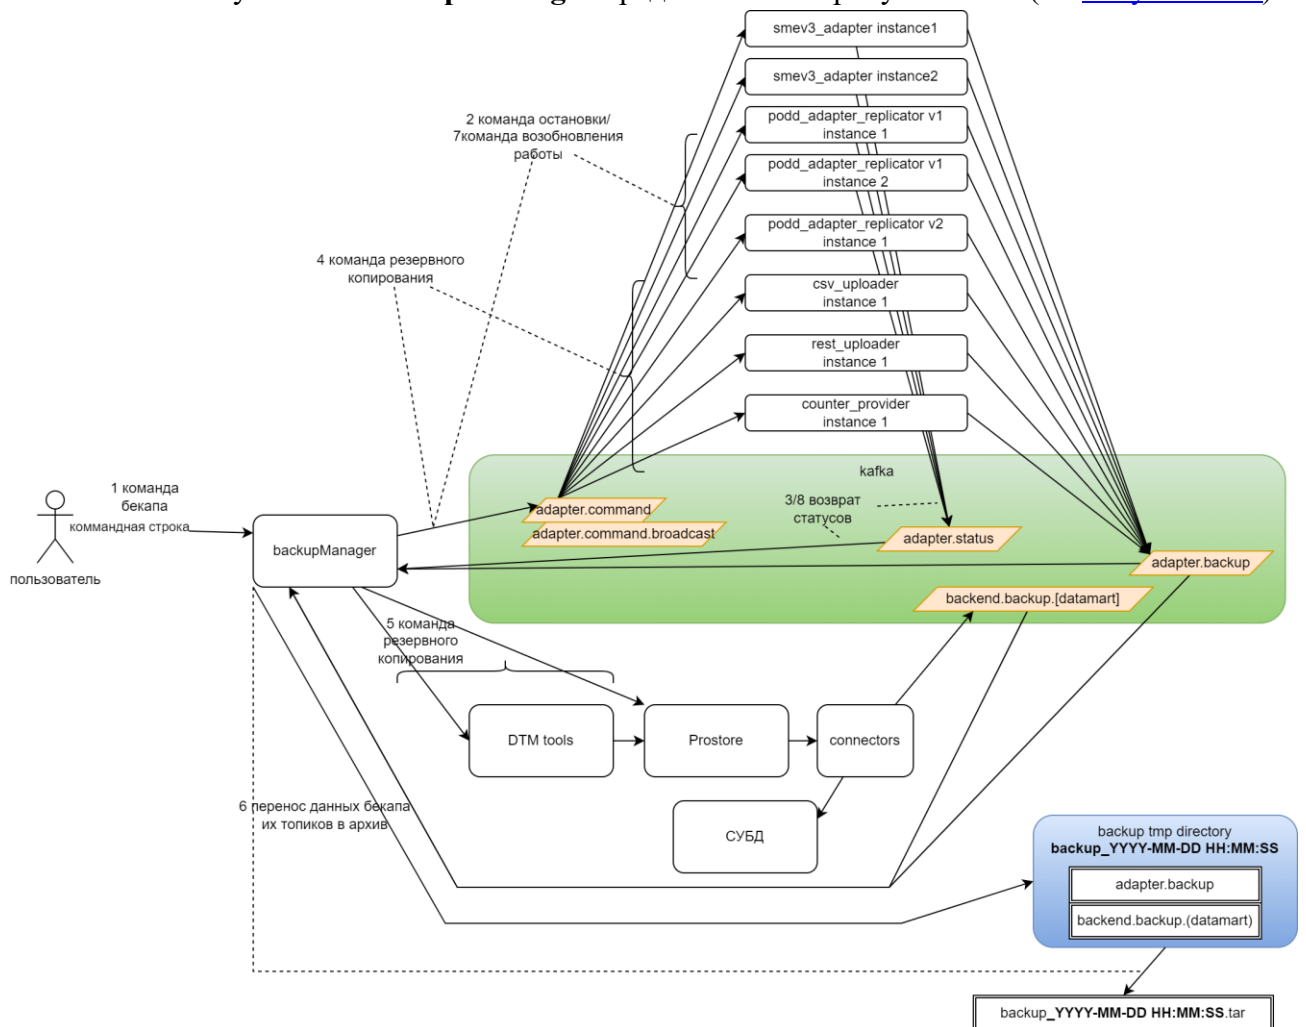 smev3_adapter instance1
smev3_adapter instance2
2 команда остановки/
7команда возобновления
работы
podd_adapter_replicator v1
instance 1
podd_adapter_replicator v1
instance 2
podd_adapter_replicator v2
instance 1
4 команда резервного
копирования
csv_uploader
instance 1
rest_uploader
instance 1
counter_provider
instance 1
kafka
1 команда
бекапа
коммандная строка
пользователь
backupManager
adapter.command
adapter.command.broadcast
3/8 возврат
статусов
adapter.status
adapter.backup
backend.backup.[datamart]
5 команда
резервного
копирования
DTM tools
Prostore
connectors
СУБД
6 перенос данных бекапа
их топиков в архив
backup tmp directory
backup_YYYY-MM-DD HH:MM:SS
adapter.backup
backend.backup.(datamart)
backup_YYYY-MM-DD HH:MM:SS.tar